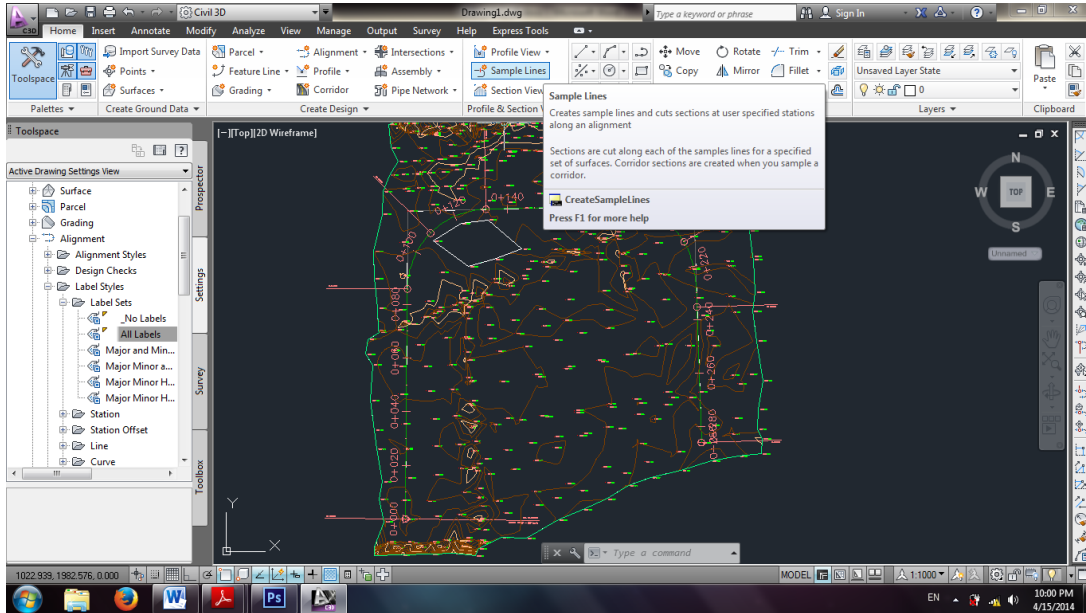 Civil 3D
Drawing1.dwg
Type a keyword or phrase
Sign In
C3D
Home Insert Annotate Modify Analyze View Manage Output Survey Help Express Tools
Toolspace
Import Survey Data
Points
Surfaces
Parcel
Feature Line
Grading
Alignment
Profile
Corridor
Intersections
Assembly
Pipe Network
Profile View
Sample Lines
Section View
Move
Copy
Rotate
Mirror
Trim
Fillet
Unsaved Layer State
0
Paste
Palettes
Create Ground Data
Create Design
Profile & Section V
Layers
Clipboard
Sample Lines
Creates sample lines and cuts sections at user specified stations
along an alignment
Sections are cut along each of the samples lines for a specified
set of surfaces. Corridor sections are created when you sample a
corridor.
CreateSampleLines
Press F1 for more help
Toolspace
Active Drawing Settings View
Surface
Parcel
Grading
Alignment
Alignment Styles
Design Checks
Label Styles
Label Sets
_No Labels
All Labels
Major and Min...
Major Minor a...
Major Minor H...
Major Minor H...
Station
Station Offset
Line
Curve
Prospector
Settings
Survey
Toolbox
[−][Top][2D Wireframe]
N
W
TOP
E
S
Unnamed
0+140
0+120
0+100
0+080
0+060
0+040
0+020
0+000
0+220
0+240
0+260
0+280
Y
X
Type a command
1022.939, 1982.576, 0.000
MODEL
1:1000
W
Ps
C3D
EN
10:00 PM
4/15/2014